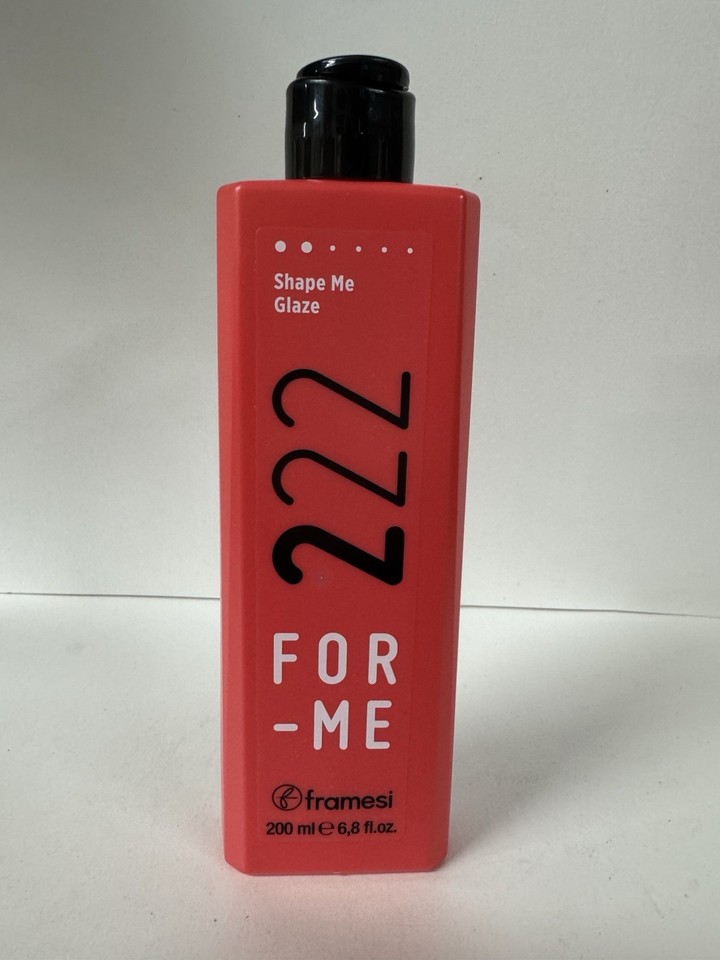 Shape Me
Glaze
222
FOR
-ME
framesi
200 ml ℮ 6,8 fl.oz.